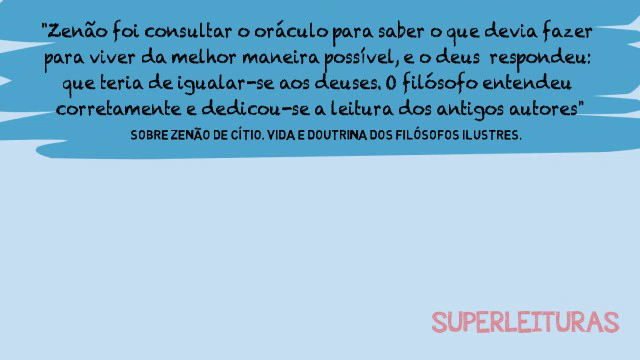 "Zenão foi consultar o oráculo para saber o que devia fazer
para viver da melhor maneira possível, e o deus respondeu:
que teria de igualar-se aos deuses. O filósofo entendeu
corretamente e dedicou-se a leitura dos antigos autores"
SOBRE ZENÃO DE CÍTIO. VIDA E DOUTRINA DOS FILÓSOFOS ILUSTRES.
SUPERLEITURAS